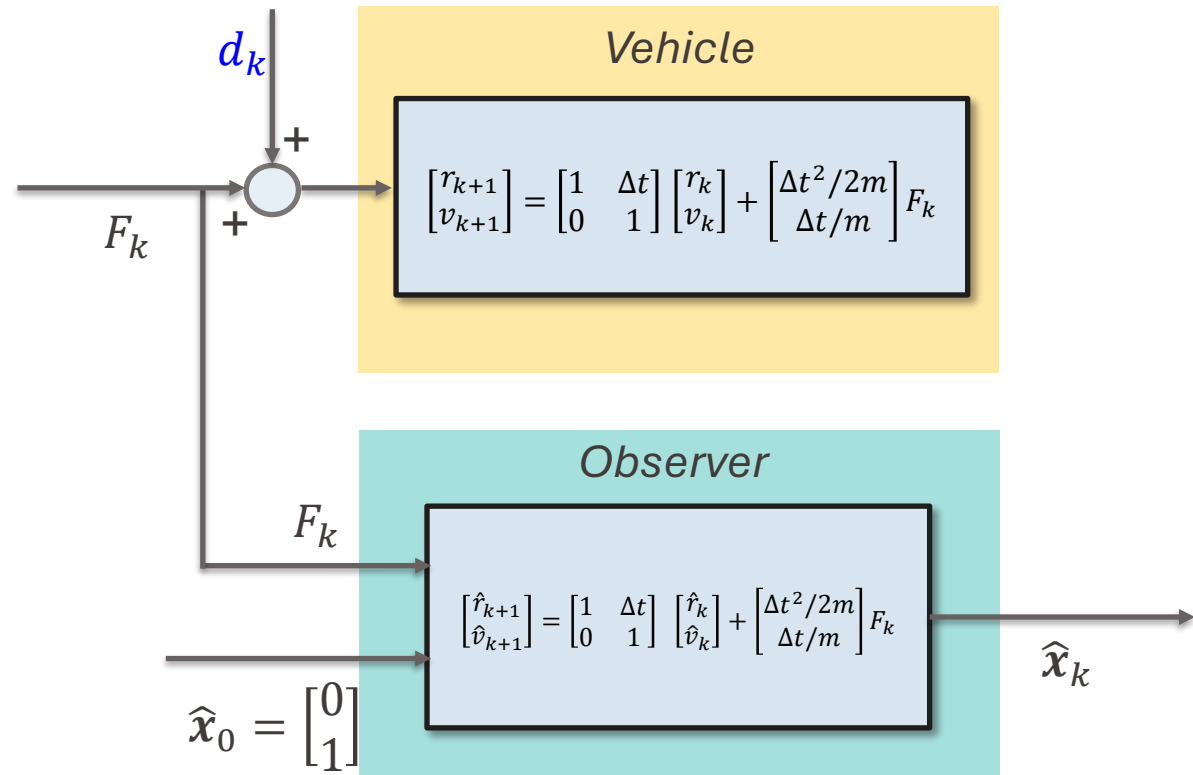 d_k
Vehicle
+
[r_{k+1}; v_{k+1}] = [1 Δt; 0 1] [r_k; v_k] + [Δt²/2m; Δt/m] F_k
+
F_k
Observer
F_k
[r̂_{k+1}; v̂_{k+1}] = [1 Δt; 0 1] [r̂_k; v̂_k] + [Δt²/2m; Δt/m] F_k
x̂_k
x̂_0 = [0; 1]